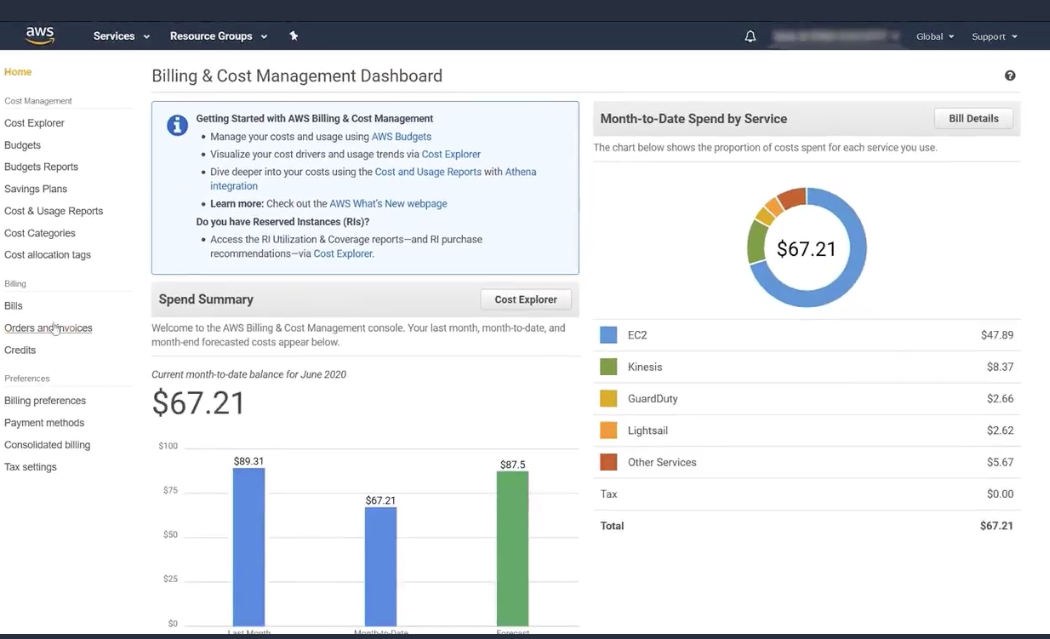 aws
Services
Resource Groups
Global
Support
Home
Cost Management
Cost Explorer
Budgets
Budgets Reports
Savings Plans
Cost & Usage Reports
Cost Categories
Cost allocation tags
Billing
Bills
Orders and invoices
Credits
Preferences
Billing preferences
Payment methods
Consolidated billing
Tax settings
Billing & Cost Management Dashboard
Getting Started with AWS Billing & Cost Management
• Manage your costs and usage using AWS Budgets
• Visualize your cost drivers and usage trends via Cost Explorer
• Dive deeper into your costs using the Cost and Usage Reports with Athena
integration
• Learn more: Check out the AWS What's New webpage
Do you have Reserved Instances (RIs)?
• Access the RI Utilization & Coverage reports—and RI purchase
recommendations—via Cost Explorer.
Spend Summary
Cost Explorer
Welcome to the AWS Billing & Cost Management console. Your last month, month-to-date, and
month-end forecasted costs appear below.
Current month-to-date balance for June 2020
$67.21
$100
$75
$50
$25
$0
$89.31
$67.21
$87.5
Last Month
Month-to-Date
Forecast
Month-to-Date Spend by Service
Bill Details
The chart below shows the proportion of costs spent for each service you use.
$67.21
EC2 $47.89
Kinesis $8.37
GuardDuty $2.66
Lightsail $2.62
Other Services $5.67
Tax $0.00
Total $67.21